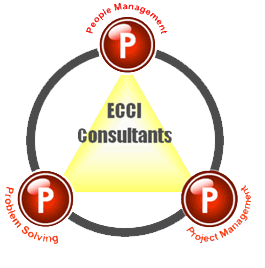 People Management
P
ECCI
Consultants
P
P
Problem Solving
Project Management